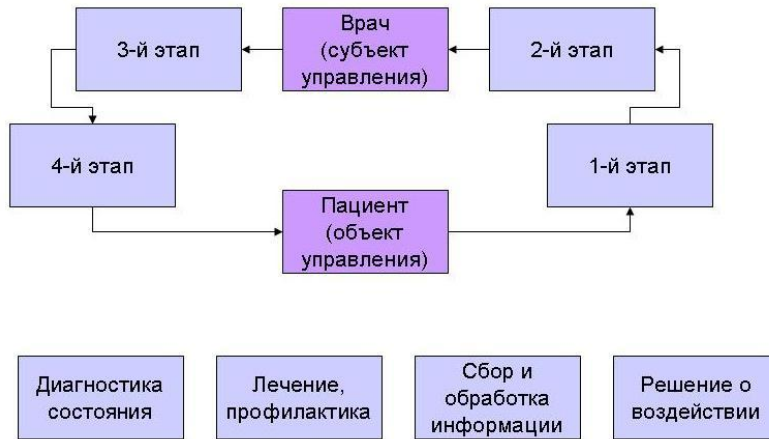 3-й этап
Врач
(субъект
управления)
2-й этап
4-й этап
1-й этап
Пациент
(объект
управления)
Диагностика
состояния
Лечение,
профилактика
Сбор и
обработка
информации
Решение о
воздействии